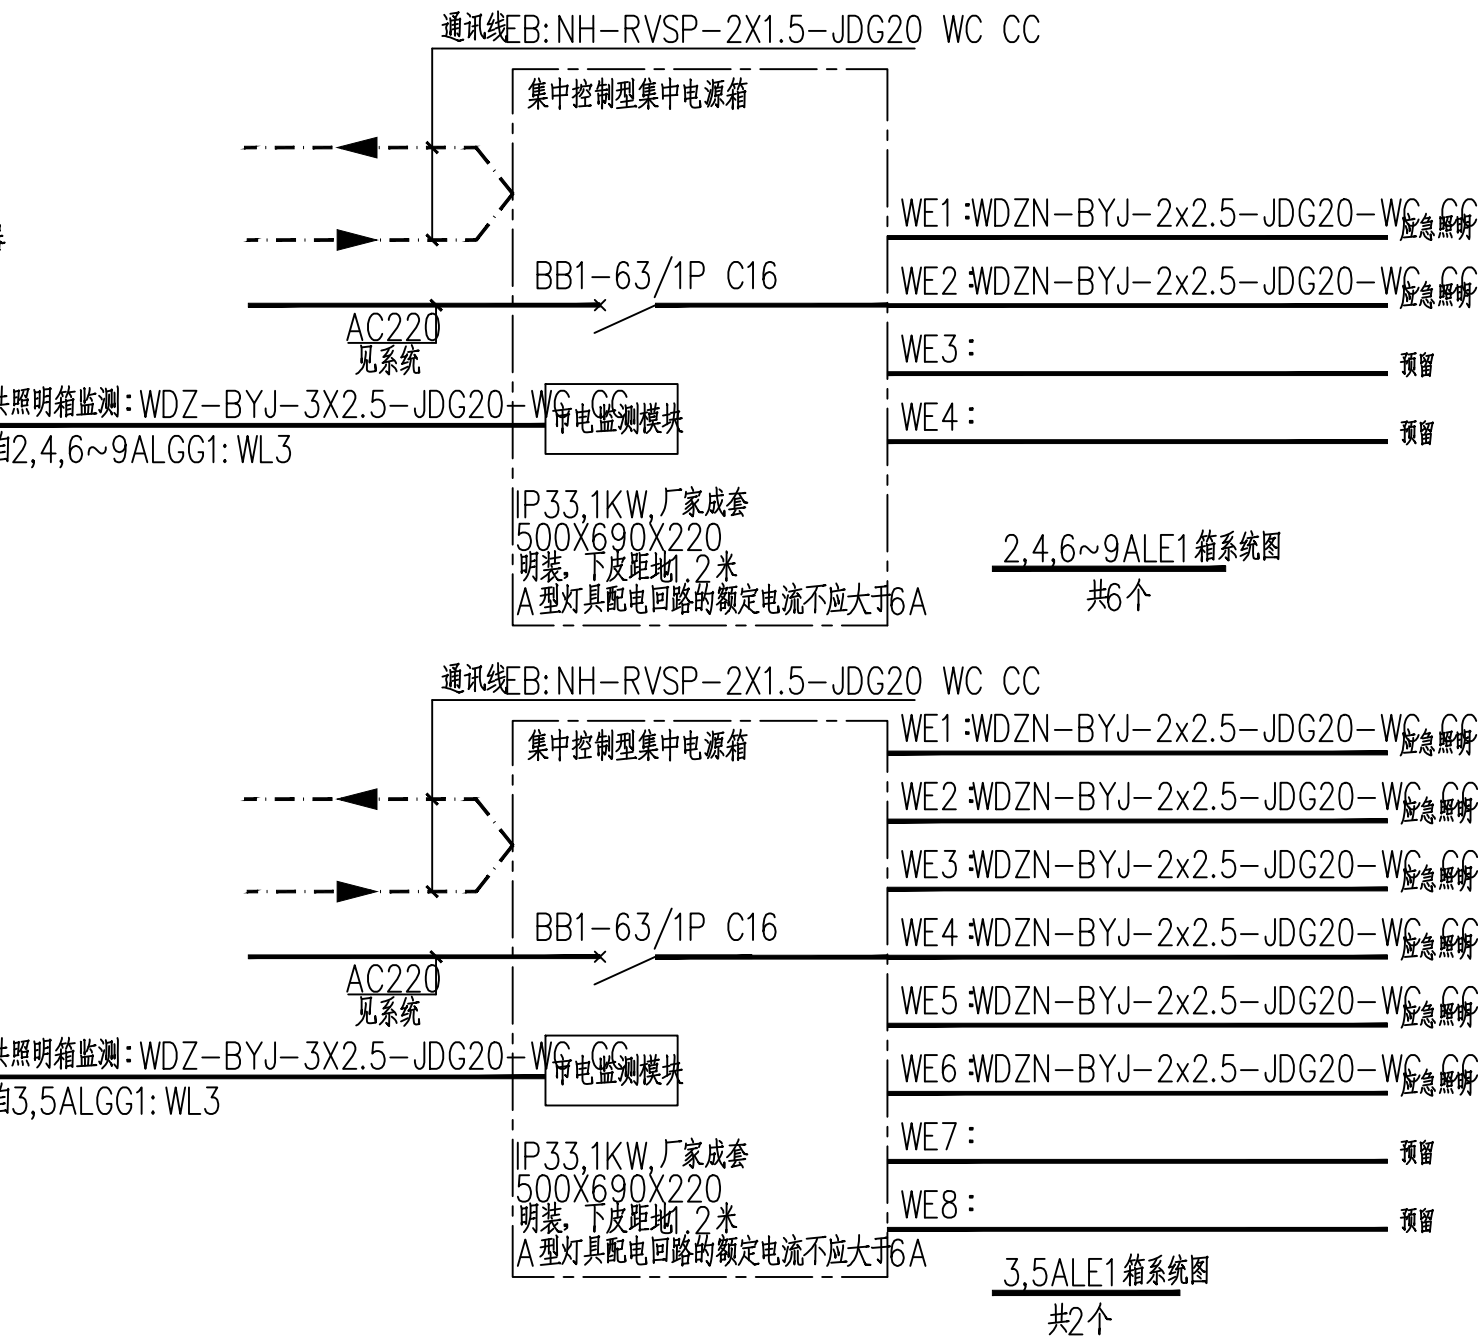 通讯线EB: NH-RVSP-2X1.5-JDG20 WC CC
集中控制型集中电源箱
WE1:WDZN-BYJ-2x2.5-JDG20-WC CC 应急照明
BB1-63/1P C16
WE2:WDZN-BYJ-2x2.5-JDG20-WC CC 应急照明
AC220
见系统
WE3: 预留
照明箱监测:WDZ-BYJ-3X2.5-JDG20-WC CC
市电监测模块
WE4: 预留
2,4,6~9ALGG1: WL3
IP33,1KW,厂家成套
500X690X220
明装,下皮距地1.2米
A型灯具配电回路的额定电流不应大于6A
2,4,6~9ALE1箱系统图
共6个
通讯线EB: NH-RVSP-2X1.5-JDG20 WC CC
集中控制型集中电源箱
WE1:WDZN-BYJ-2x2.5-JDG20-WC CC 应急照明
WE2:WDZN-BYJ-2x2.5-JDG20-WC CC 应急照明
WE3:WDZN-BYJ-2x2.5-JDG20-WC CC 应急照明
BB1-63/1P C16
WE4:WDZN-BYJ-2x2.5-JDG20-WC CC 应急照明
AC220
见系统
WE5:WDZN-BYJ-2x2.5-JDG20-WC CC 应急照明
照明箱监测:WDZ-BYJ-3X2.5-JDG20-WC CC
市电监测模块
WE6:WDZN-BYJ-2x2.5-JDG20-WC CC 应急照明
3,5ALGG1: WL3
WE7: 预留
IP33,1KW,厂家成套
500X690X220
明装,下皮距地1.2米
A型灯具配电回路的额定电流不应大于6A
WE8: 预留
3,5ALE1箱系统图
共2个